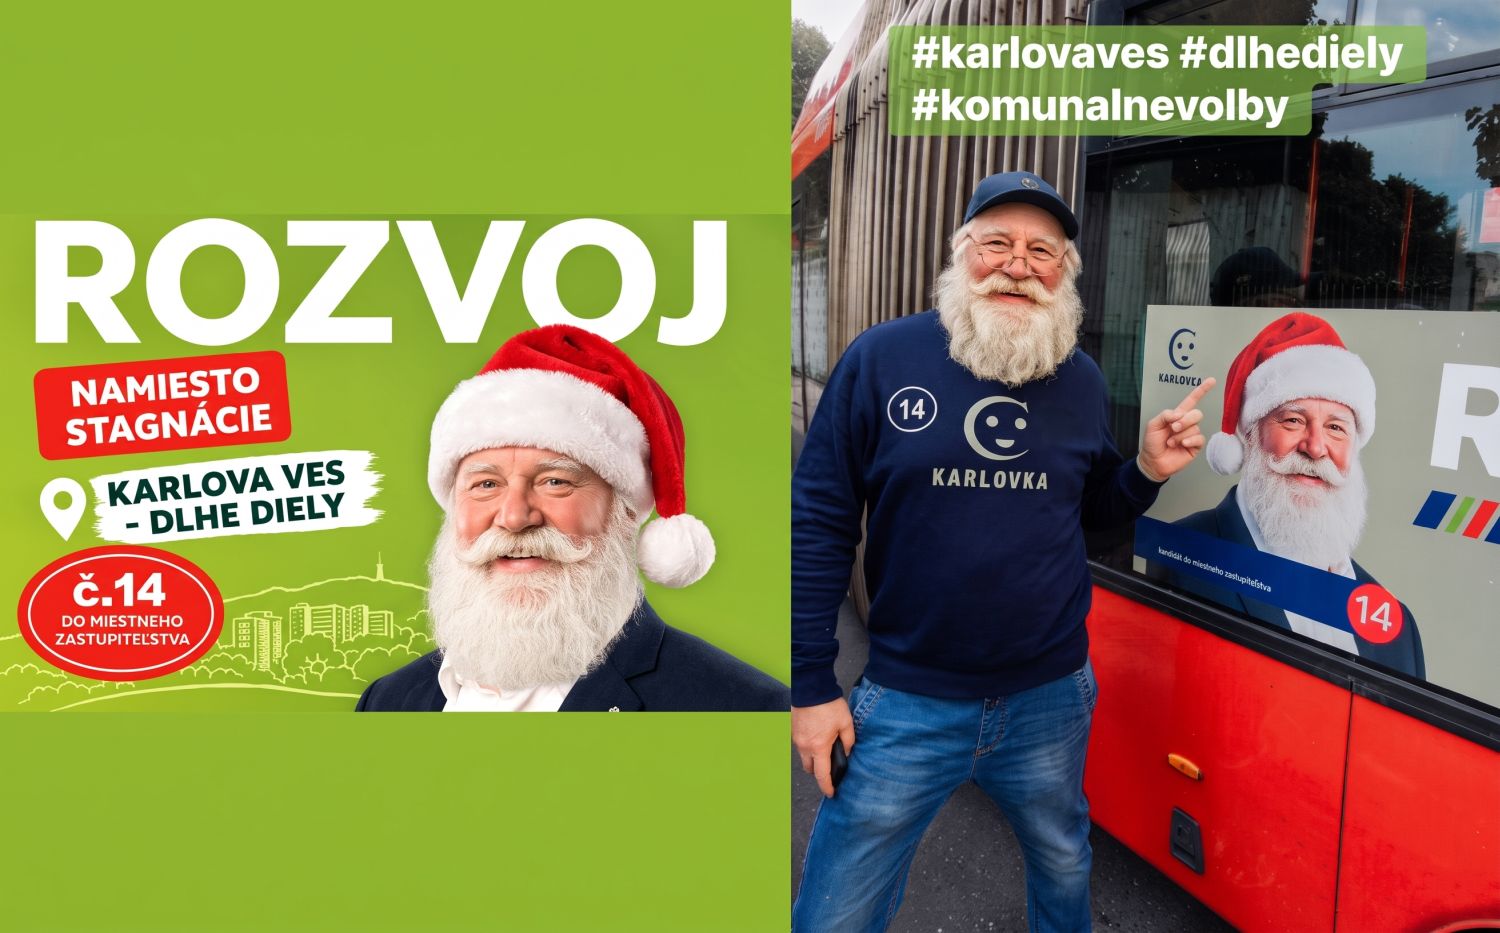 ROZVOJ
NAMIESTO
STAGNÁCIE
KARLOVA VES
- DLHE DIELY
č.14
DO MIESTNEHO
ZASTUPITEĽSTVA
#karlovaves #dlhediely
#komunalnevolby
14
KARLOVKA
KARLOVKA
R
kandidát do miestneho zastupiteľstva
14